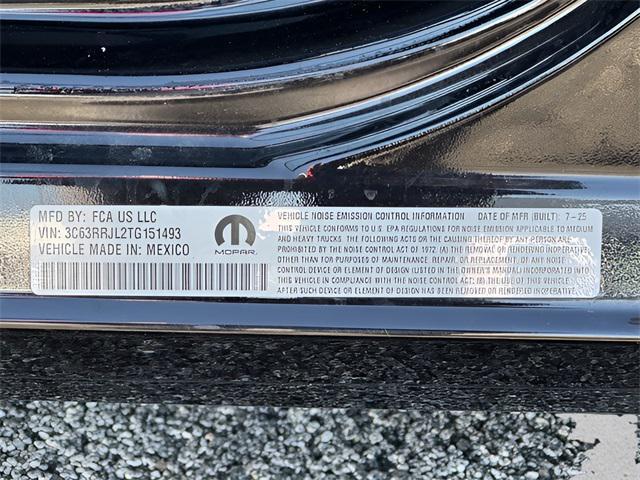 MFD BY: FCA US LLC
VIN: 3C63RRJL2TG151493
VEHICLE MADE IN MEXICO
MOPAR
VEHICLE NOISE EMISSION CONTROL INFORMATION DATE OF MFR (BUILT): 7-25
THIS VEHICLE CONFORMS TO U.S. EPA REGULATIONS FOR NOISE EMISSION APPLICABLE TO MEDIUM
AND HEAVY TRUCKS. THE FOLLOWING ACTS OR THE CAUSING THEREOF BY ANY PERSON ARE
PROHIBITED BY THE NOISE CONTROL ACT OF 1972. (A) THE REMOVAL OR RENDERING INOPERATIVE, OTHER
THAN FOR PURPOSES OF MAINTENANCE, REPAIR, OR REPLACEMENT, OF ANY NOISE
CONTROL DEVICE OR ELEMENT OF DESIGN (LISTED IN THE OWNER'S MANUAL) INCORPORATED INTO
THIS VEHICLE IN COMPLIANCE WITH THE NOISE CONTROL ACT; (B) THE USE OF THIS VEHICLE
AFTER SUCH DEVICE OR ELEMENT OF DESIGN HAS BEEN REMOVED OR RENDERED INOPERATIVE.